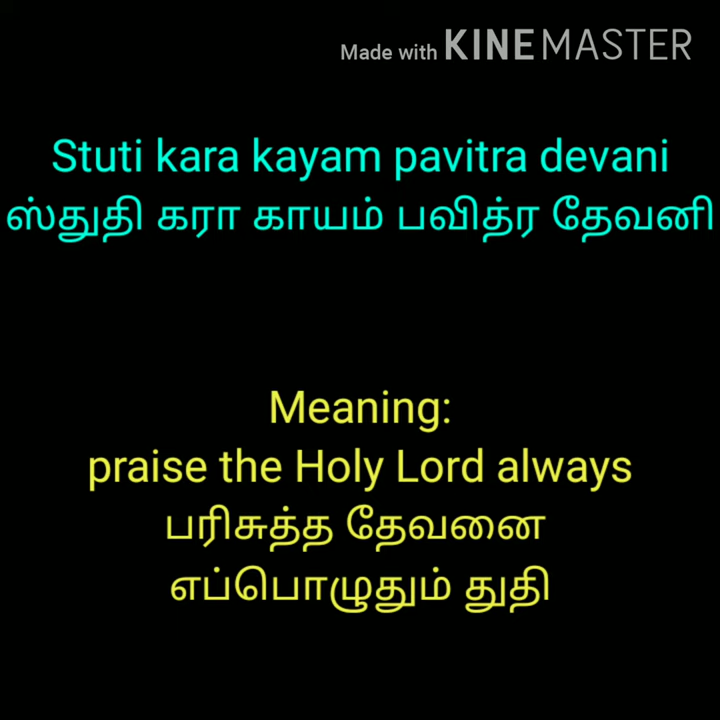 Made with KINEMASTER
Stuti kara kayam pavitra devani
ஸ்துதி கரா காயம் பவித்ர தேவனி
Meaning:
praise the Holy Lord always
பரிசுத்த தேவனை
எப்பொழுதும் துதி